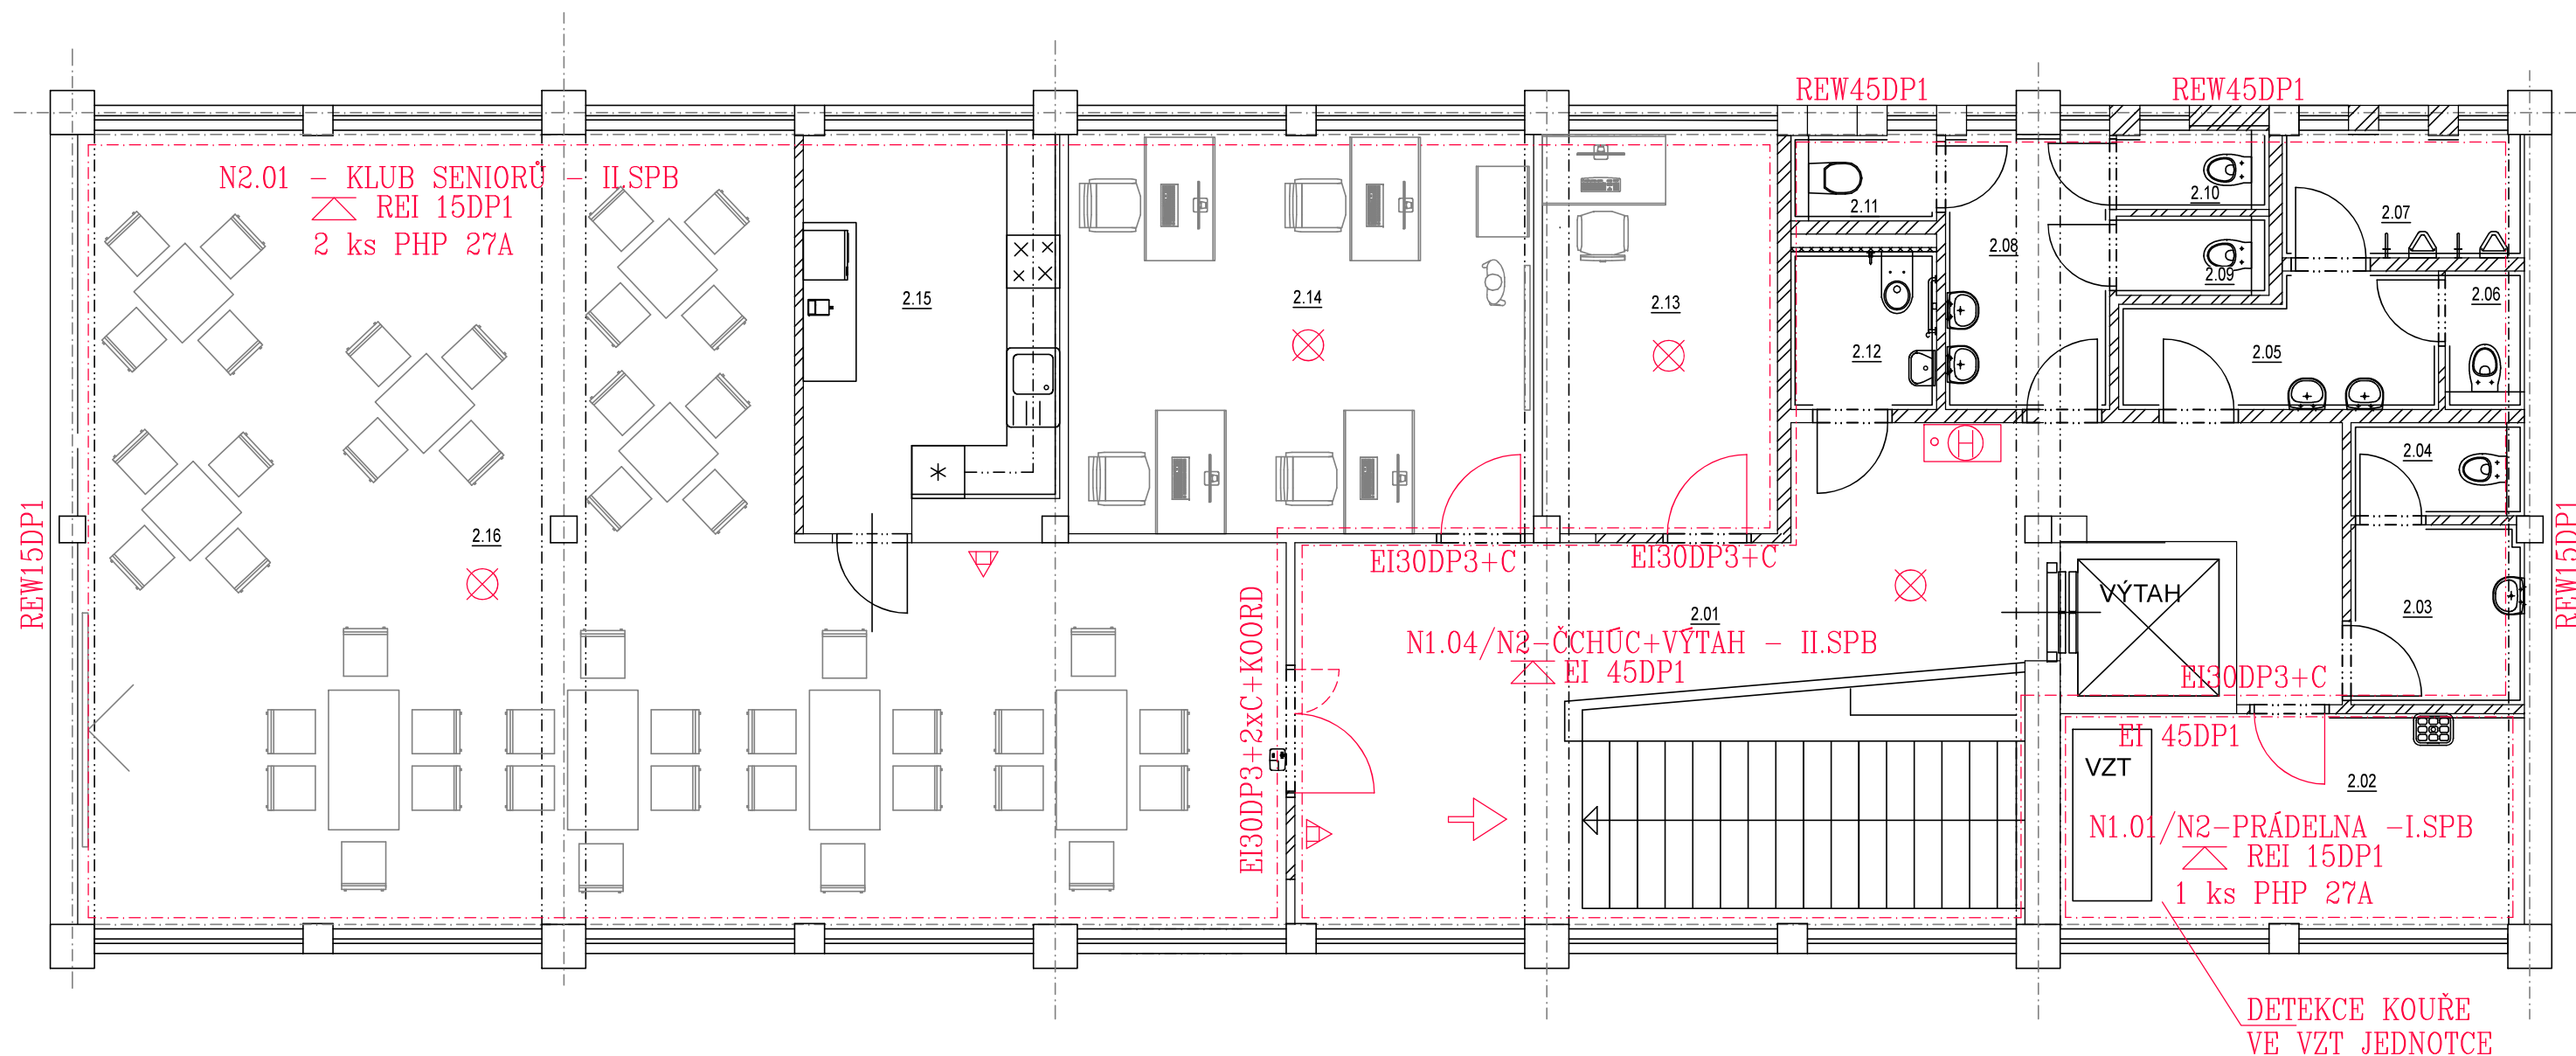 REW45DP1
REW45DP1
N2.01 - KLUB SENIORŮ - II.SPB
REI 15DP1
2 ks PHP 27A
2.11
2.10
2.07
2.08
2.09
2.15
2.14
2.13
2.12
2.05
2.06
H
2.04
REW15DP1
2.16
EI30DP3+C
EI30DP3+C
REW15DP1
EI30DP3+2xC+KOORD
2.01
VÝTAH
2.03
N1.04/N2-ČCHÚC+VÝTAH - II.SPB
EI 45DP1
EI30DP3+C
EI 45DP1
VZT
2.02
N1.01/N2-PRÁDELNA -I.SPB
REI 15DP1
1 ks PHP 27A
DETEKCE KOUŘE
VE VZT JEDNOTCE